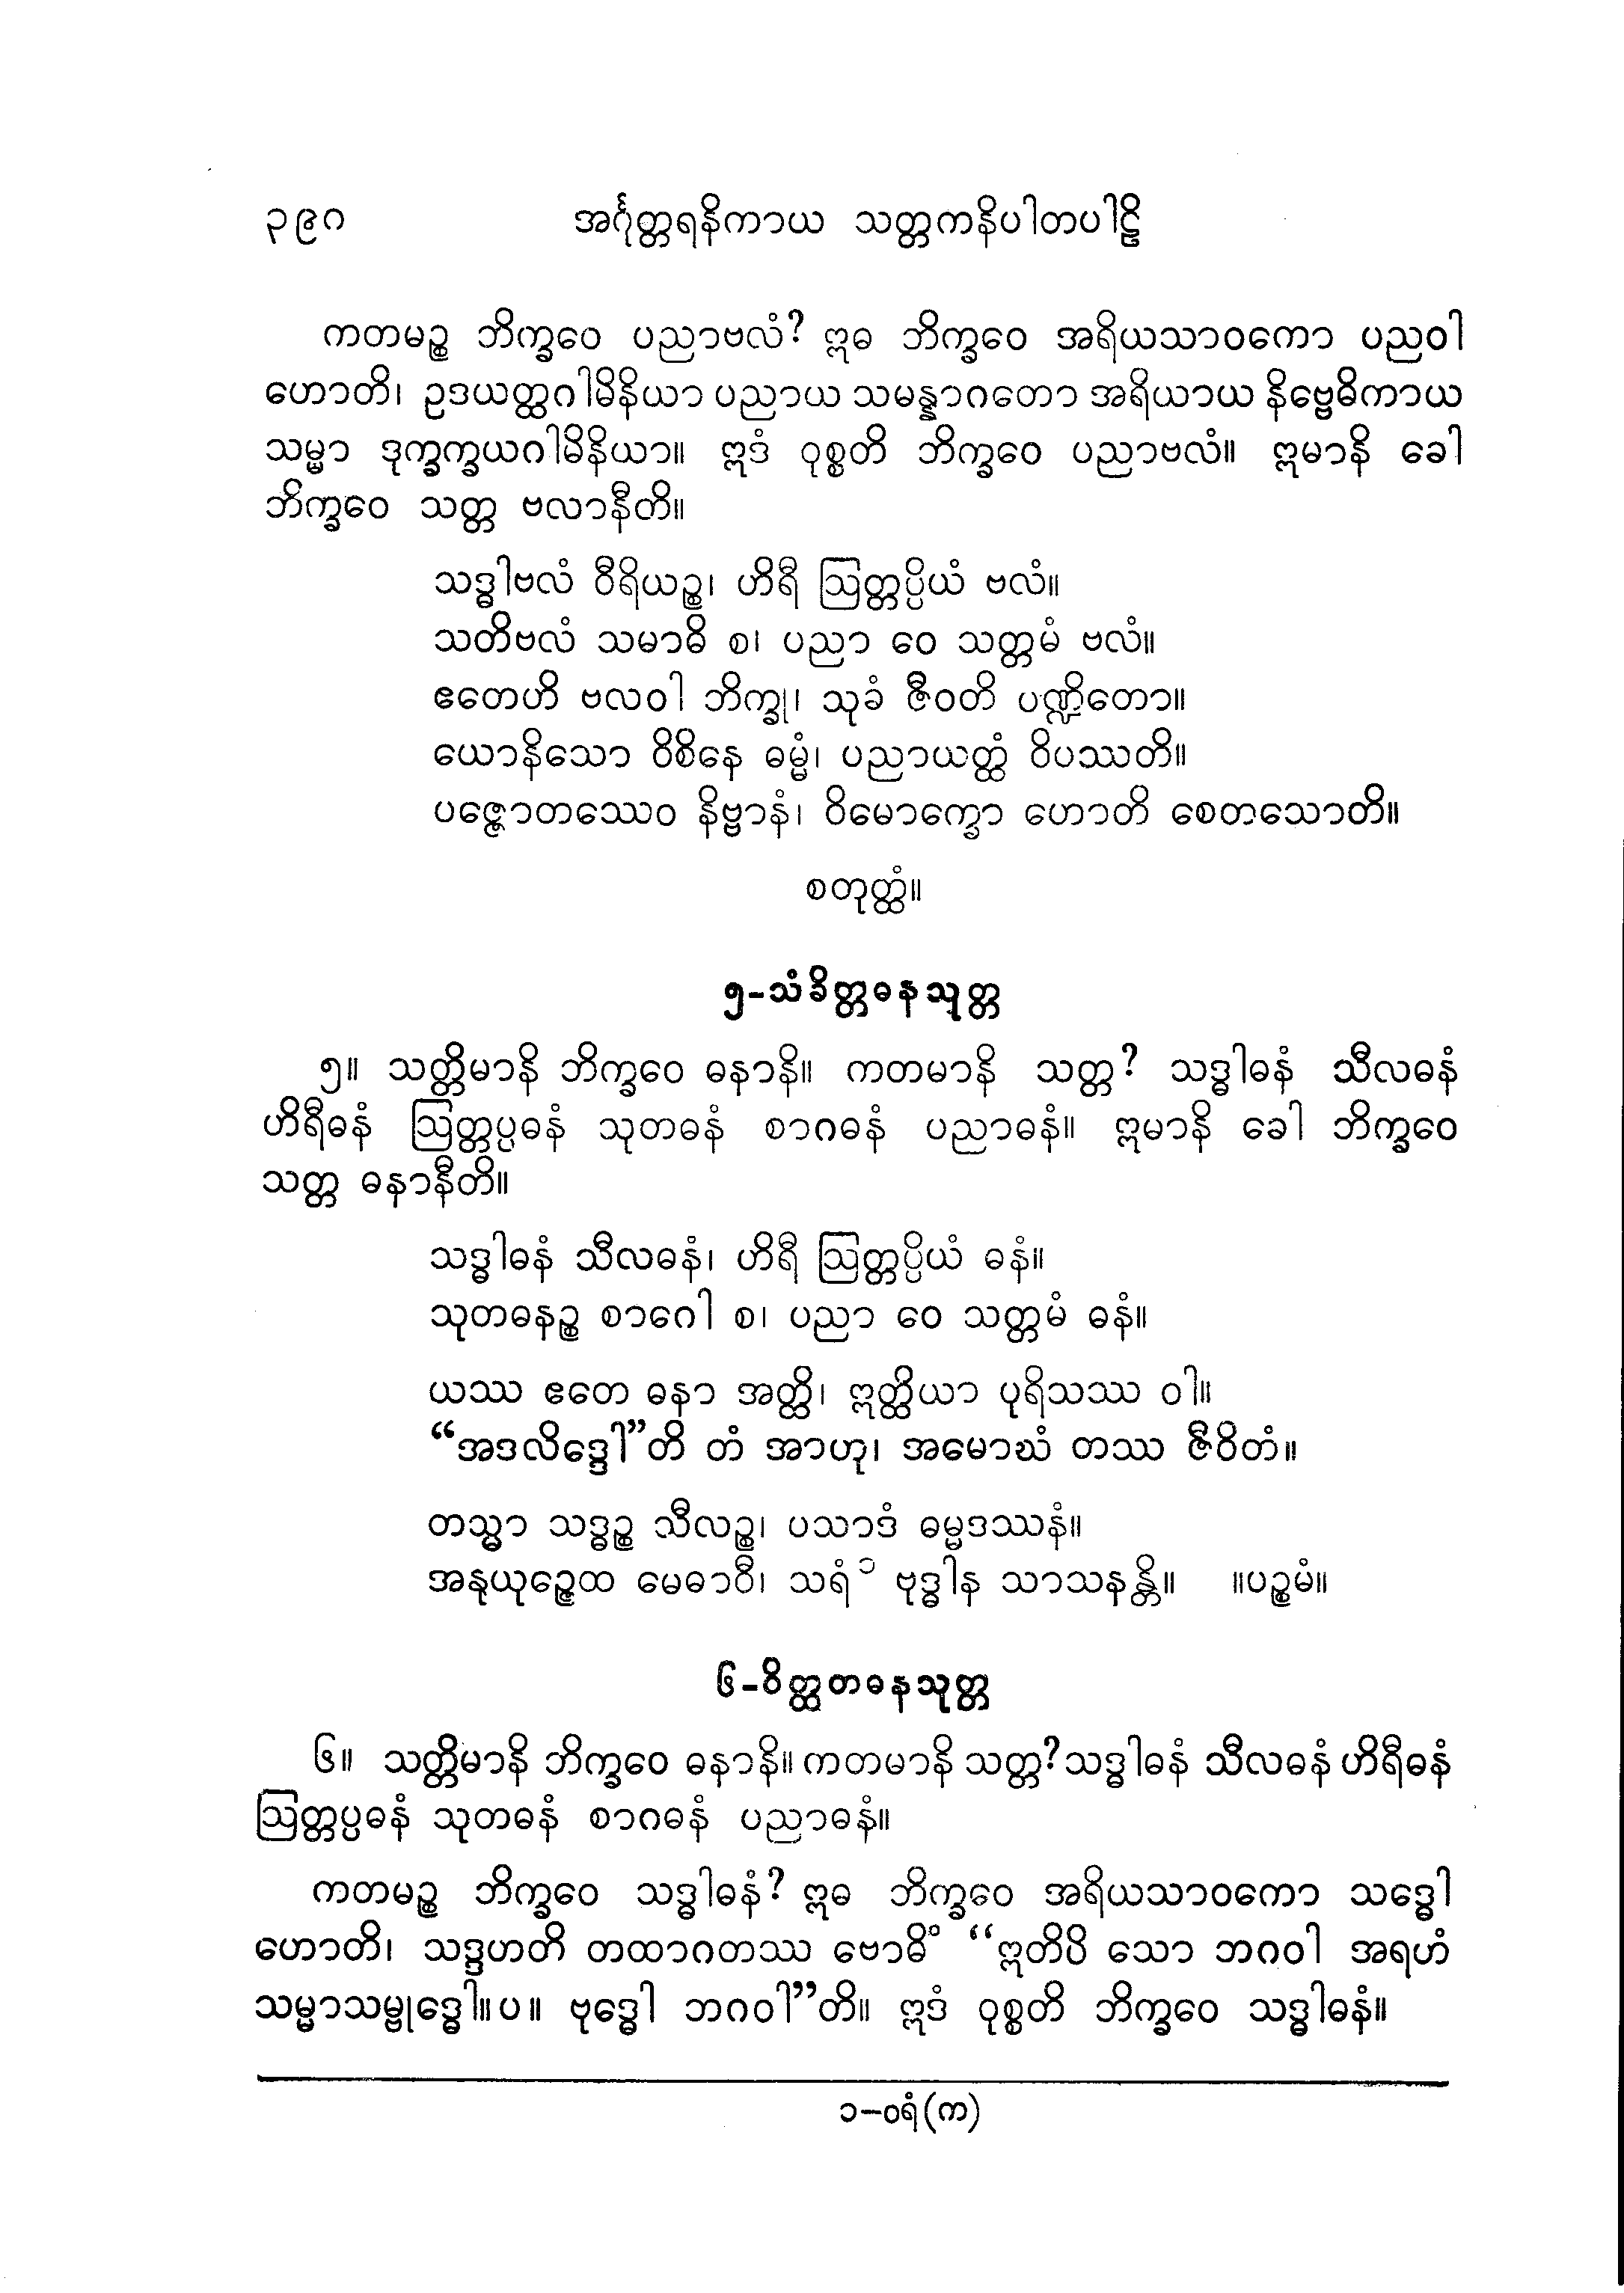 ၃၉၈ အင်္ဂုတ္တရနိကာယ သတ္တကနိပါတပါဠိ
ကတမဉ္စ ဘိက္ခဝေ ပညာဗလံ? ဣဓ ဘိက္ခဝေ အရိယသာဝကော ပညဝါ
ဟောတိ၊ ဥဒယတ္ထဂါမိနိယာ ပညာယ သမန္နာဂတော အရိယာယ နိဗ္ဗေဓိကာယ
သမ္မာ ဒုက္ခက္ခယဂါမိနိယာ။ ဣဒံ ဝုစ္စတိ ဘိက္ခဝေ ပညာဗလံ။ ဣမာနိ ခေါ
ဘိက္ခဝေ သတ္တ ဗလာနီတိ။
သဒ္ဓါဗလံ ဝီရိယဉ္စ၊ ဟိရီ ဩတ္တပ္ပိယံ ဗလံ။
သတိဗလံ သမာဓိ စ၊ ပညာ ဝေ သတ္တမံ ဗလံ။
ဧတေဟိ ဗလဝါ ဘိက္ခု၊ သုခံ ဇီဝတိ ပဏ္ဍိတော။
ယောနိသော ဝိစိနေ ဓမ္မံ၊ ပညာယတ္ထံ ဝိပဿတိ။
ပဇ္ဇောတဿေဝ နိဗ္ဗာနံ၊ ဝိမောက္ခော ဟောတိ စေတသောတိ။
စတုတ္ထံ။
၅-သံခိတ္တဓနသုတ္တ
၅။ သတ္တိမာနိ ဘိက္ခဝေ ဓနာနိ။ ကတမာနိ သတ္တ? သဒ္ဓါဓနံ သီလဓနံ
ဟိရီဓနံ ဩတ္တပ္ပဓနံ သုတဓနံ စာဂဓနံ ပညာဓနံ။ ဣမာနိ ခေါ ဘိက္ခဝေ
သတ္တ ဓနာနီတိ။
သဒ္ဓါဓနံ သီလဓနံ၊ ဟိရီ ဩတ္တပ္ပိယံ ဓနံ။
သုတဓနဉ္စ စာဂေါ စ၊ ပညာ ဝေ သတ္တမံ ဓနံ။
ယဿ ဧတေ ဓနာ အတ္ထိ၊ ဣတ္ထိယာ ပုရိသဿ ဝါ။
“အဒလိဒ္ဒေါ”တိ တံ အာဟု၊ အမောဃံ တဿ ဇီဝိတံ။
တသ္မာ သဒ္ဓဉ္စ သီလဉ္စ၊ ပသာဒံ ဓမ္မဒဿနံ။
အနုယုဉ္ဇေထ မေဓာဝီ၊ သရံ ၁ ဗုဒ္ဓါန သာသနန္တိ။ ။ပဉ္စမံ။
၆-ဝိတ္ထတဓနသုတ္တ
၆။ သတ္တိမာနိ ဘိက္ခဝေ ဓနာနိ။ ကတမာနိ သတ္တ? သဒ္ဓါဓနံ သီလဓနံ ဟိရီဓနံ
ဩတ္တပ္ပဓနံ သုတဓနံ စာဂဓနံ ပညာဓနံ။
ကတမဉ္စ ဘိက္ခဝေ သဒ္ဓါဓနံ? ဣဓ ဘိက္ခဝေ အရိယသာဝကော သဒ္ဓေါ
ဟောတိ၊ သဒ္ဒဟတိ တထာဂတဿ ဗောဓိံ “ဣတိပိ သော ဘဂဝါ အရဟံ
သမ္မာသမ္ဗုဒ္ဓေါ။ပ။ ဗုဒ္ဓေါ ဘဂဝါ”တိ။ ဣဒံ ဝုစ္စတိ ဘိက္ခဝေ သဒ္ဓါဓနံ။
၁-ဝရံ(က)